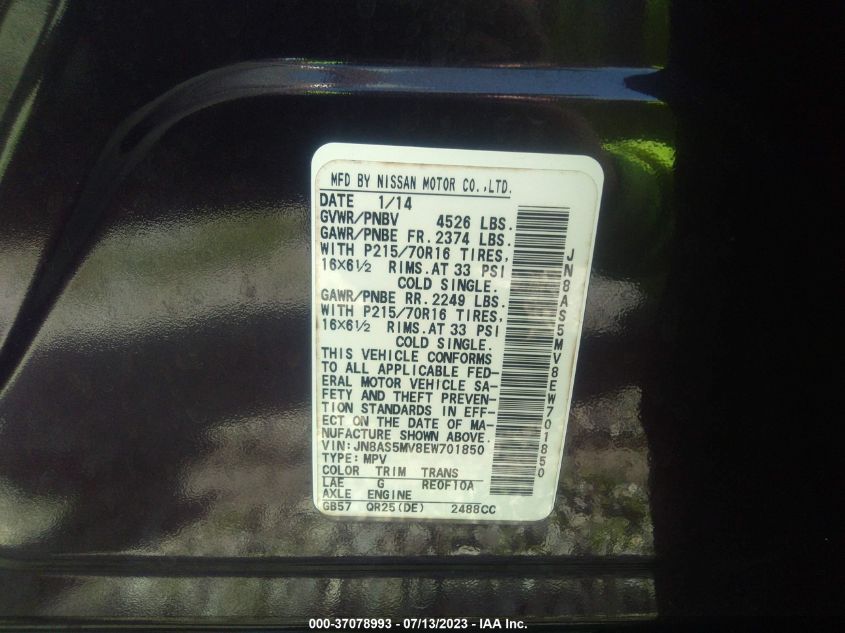 MFD BY NISSAN MOTOR CO.,LTD.
DATE 1/14
GVWR/PNBV 4526 LBS.
GAWR/PNBE FR.2374 LBS.
WITH P215/70R16 TIRES,
16X6½ RIMS.AT 33 PSI
COLD SINGLE.
GAWR/PNBE RR.2249 LBS.
WITH P215/70R16 TIRES,
16X6½ RIMS.AT 33 PSI
COLD SINGLE.
THIS VEHICLE CONFORMS
TO ALL APPLICABLE FED-
ERAL MOTOR VEHICLE SA-
FETY AND THEFT PREVEN-
TION STANDARDS IN EFF-
ECT ON THE DATE OF MA-
NUFACTURE SHOWN ABOVE.
VIN:JN8AS5MV8EW701850
TYPE:MPV
COLOR TRIM TRANS
LAE G RE0F10A
AXLE ENGINE
GB57 QR25(DE) 2488CC
JN8AS5MV8EW701850
000-37078993 - 07/13/2023 - IAA Inc.